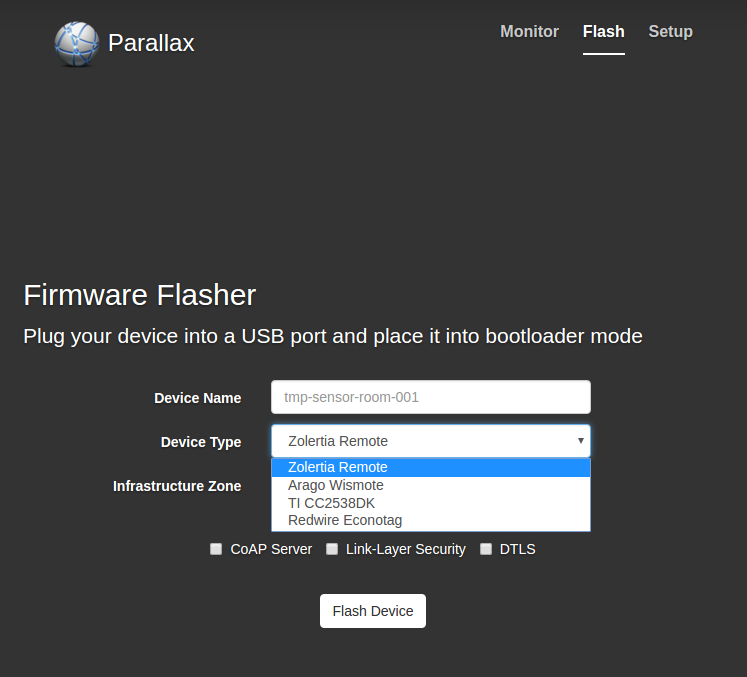 Parallax
Monitor Flash Setup
Firmware Flasher
Plug your device into a USB port and place it into bootloader mode
Device Name tmp-sensor-room-001
Device Type Zolertia Remote
Zolertia Remote
Infrastructure Zone Arago Wismote
TI CC2538DK
Redwire Econotag
CoAP Server Link-Layer Security DTLS
Flash Device